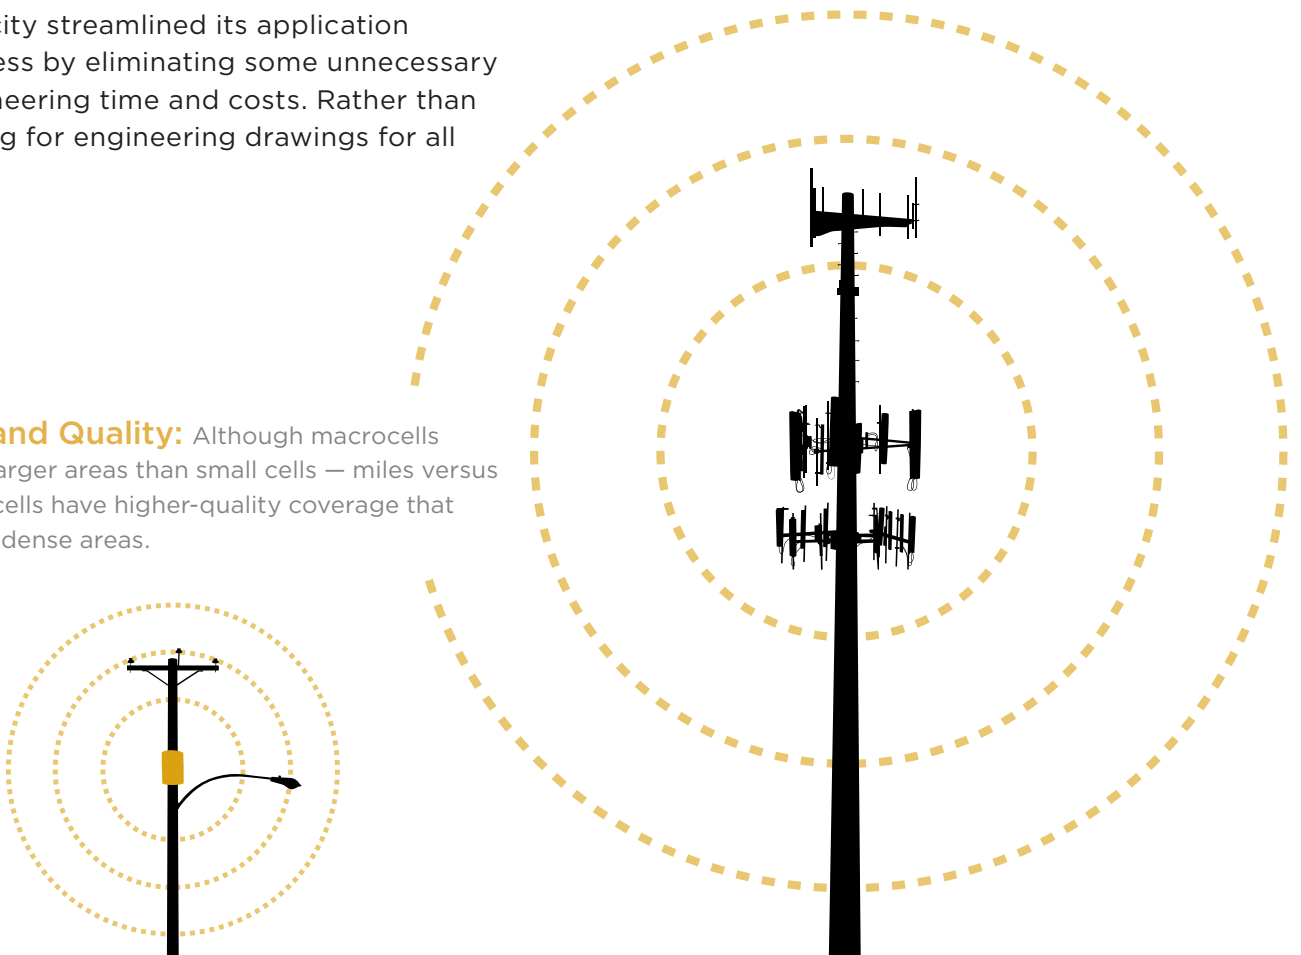 city streamlined its application
ess by eliminating some unnecessary
neering time and costs. Rather than
g for engineering drawings for all
and Quality: Although macrocells
arger areas than small cells — miles versus
cells have higher-quality coverage that
dense areas.